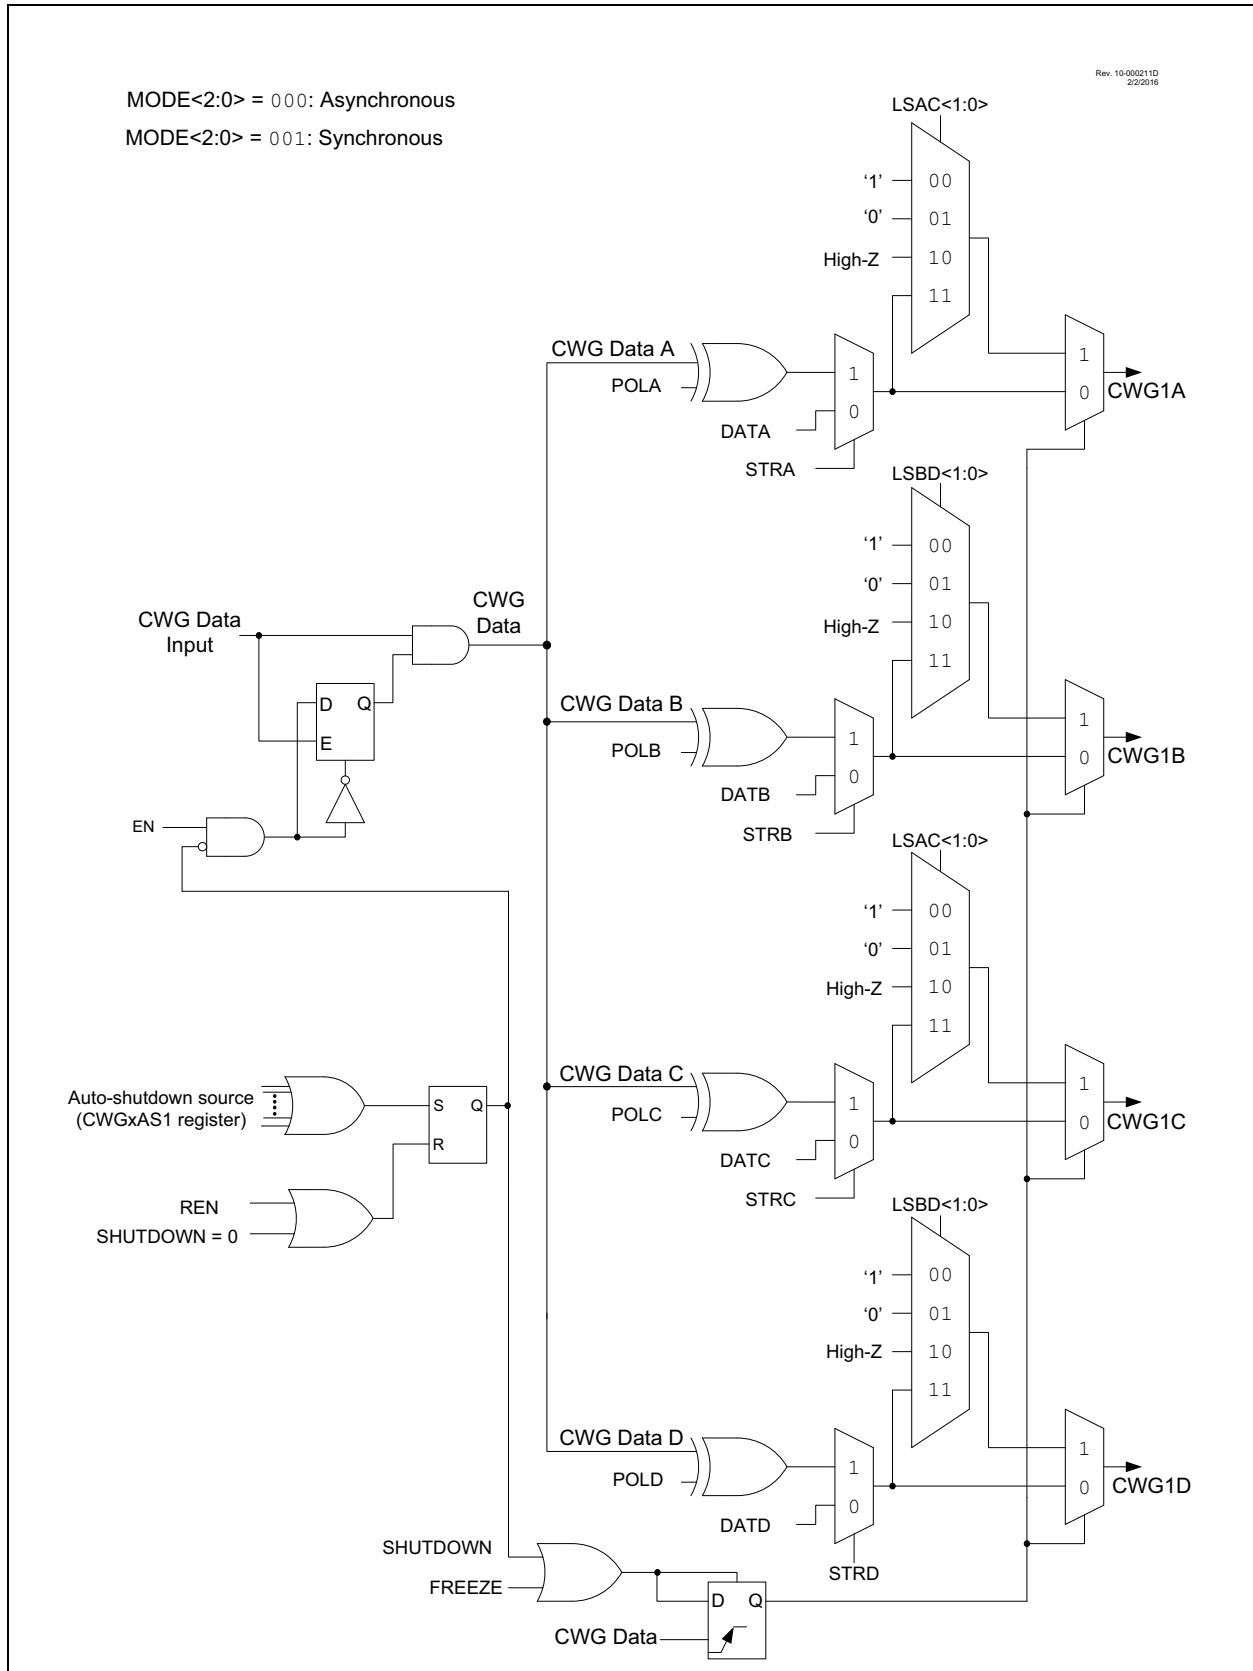 Rev. 10-000211D
2/2/2016
MODE<2:0> = 000: Asynchronous
MODE<2:0> = 001: Synchronous
LSAC<1:0>
‘1’
00
‘0’
01
High-Z
10
11
CWG Data A
POLA
1
0
DATA
STRA
1
0
CWG1A
LSBD<1:0>
‘1’
00
‘0’
01
High-Z
10
11
CWG Data
Input
CWG
Data
D
Q
E
EN
CWG Data B
POLB
1
0
DATB
STRB
1
0
CWG1B
LSAC<1:0>
‘1’
00
‘0’
01
High-Z
10
11
CWG Data C
POLC
1
0
DATC
STRC
1
0
CWG1C
Auto-shutdown source
(CWGxAS1 register)
S
Q
R
REN
SHUTDOWN = 0
LSBD<1:0>
‘1’
00
‘0’
01
High-Z
10
11
CWG Data D
POLD
1
0
DATD
STRD
1
0
CWG1D
SHUTDOWN
FREEZE
D
Q
CWG Data